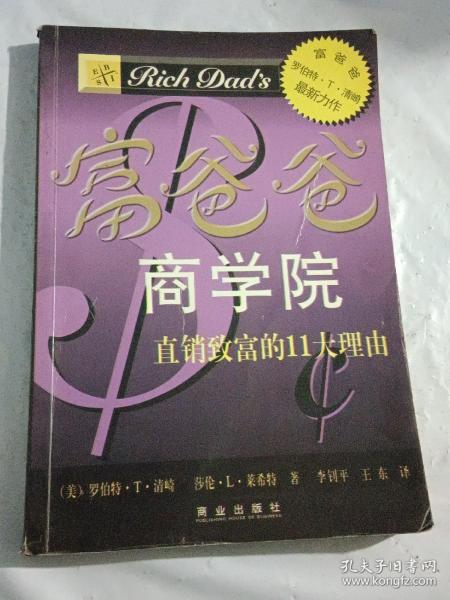 E B
S I
Rich Dad's
富爸爸
罗伯特·T·清崎
最新力作
富爸爸
商学院
直销致富的11大理由
(美)罗伯特·T·清崎 莎伦·L·莱希特 著 李钊平 王东 译
商业出版社
PUBLISHING HOUSE OF BUSINESS
孔夫子旧书网
www.kongfz.com